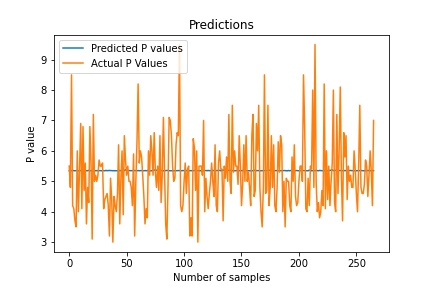 Predictions
Predicted P values
Actual P Values
9
8
7
6
5
4
3
P value
0 50 100 150 200 250
Number of samples